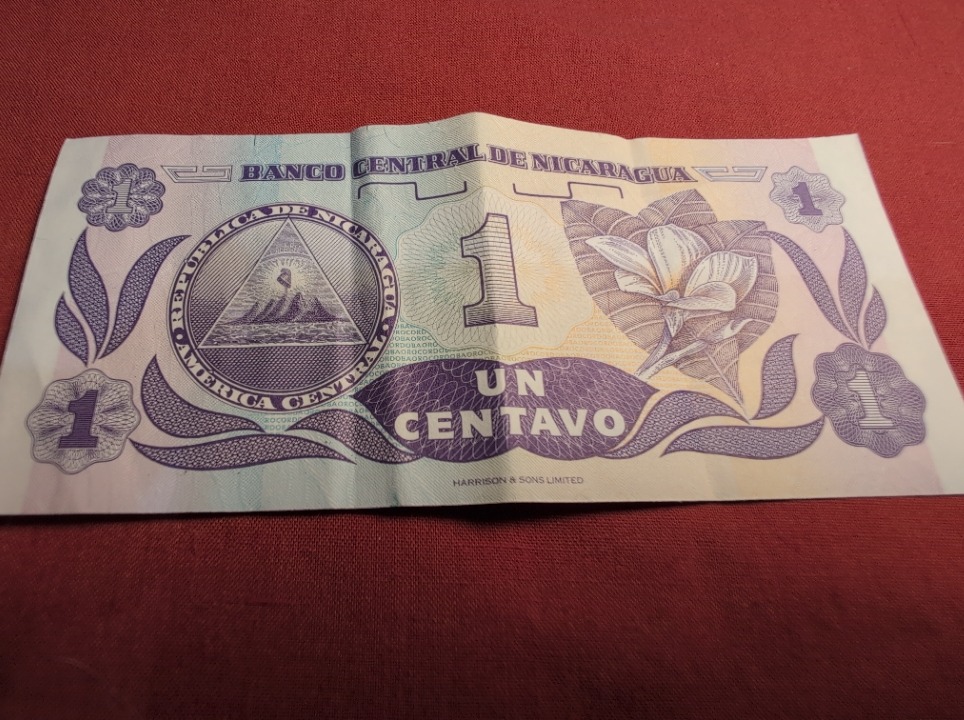 BANCO CENTRAL DE NICARAGUA
1
1
REPUBLICA DE NICARAGUA
AMERICA CENTRAL
1
UN
CENTAVO
1
1
HARRISON & SONS LIMITED